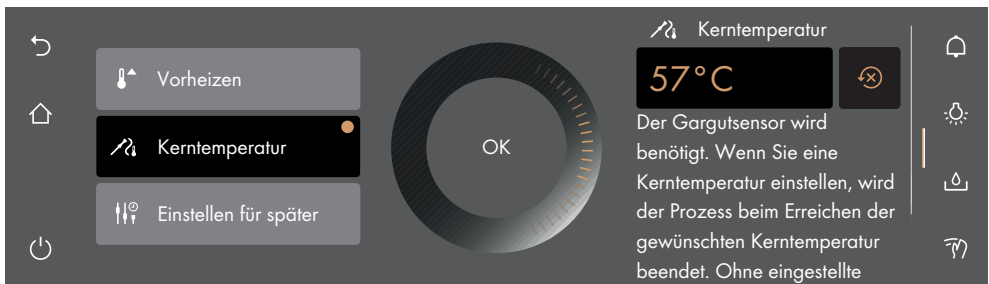 Vorheizen
Kerntemperatur
Einstellen für später
OK
Kerntemperatur
57°C
Der Gargutsensor wird
benötigt. Wenn Sie eine
Kerntemperatur einstellen, wird
der Prozess beim Erreichen der
gewünschten Kerntemperatur
beendet. Ohne eingestellte